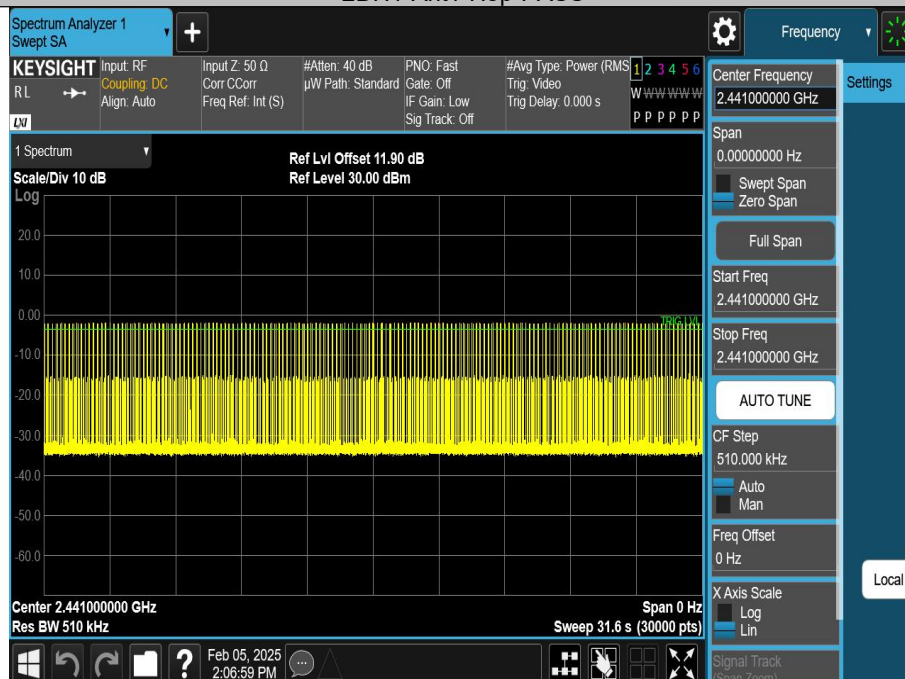 Spectrum Analyzer 1
Swept SA
Frequency
KEYSIGHT
RL
LXI
Input: RF
Coupling: DC
Align: Auto
Input Z: 50 Ω
Corr CCorr
Freq Ref: Int (S)
#Atten: 40 dB
µW Path: Standard
PNO: Fast
Gate: Off
IF Gain: Low
Sig Track: Off
#Avg Type: Power (RMS
Trig: Video
Trig Delay: 0.000 s
1 2 3 4 5 6
W W W W W W
P P P P P P
1 Spectrum
Scale/Div 10 dB
Ref Lvl Offset 11.90 dB
Ref Level 30.00 dBm
Log
20.0
10.0
0.00
TRIG LVL
-10.0
-20.0
-30.0
-40.0
-50.0
-60.0
Center 2.441000000 GHz
Span 0 Hz
Res BW 510 kHz
Sweep 31.6 s (30000 pts)
Center Frequency
2.441000000 GHz
Settings
Span
0.00000000 Hz
Swept Span
Zero Span
Full Span
Start Freq
2.441000000 GHz
Stop Freq
2.441000000 GHz
AUTO TUNE
CF Step
510.000 kHz
Auto
Man
Freq Offset
0 Hz
Local
X Axis Scale
Log
Lin
Signal Track
(Span Zoom)
?
Feb 05, 2025
2:06:59 PM